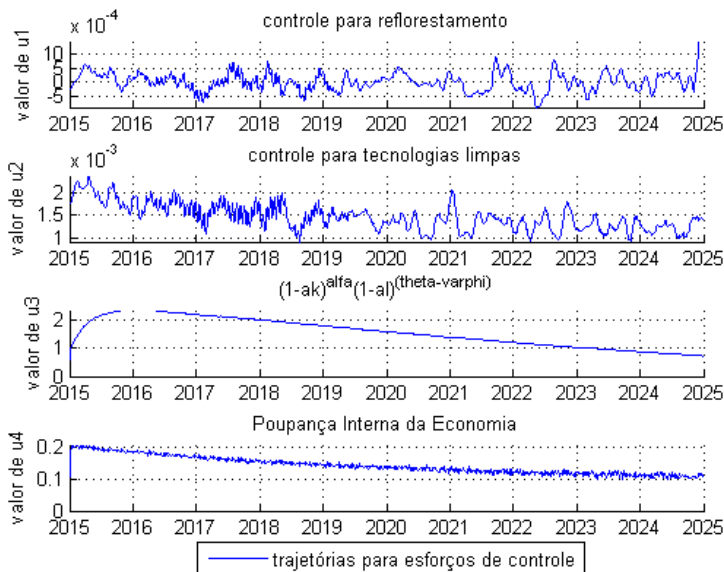 controle para reflorestamento
x 10^-4
valor de u1
10
5
0
-5
2015 2016 2017 2018 2019 2020 2021 2022 2023 2024 2025
controle para tecnologias limpas
x 10^-3
valor de u2
2
1.5
1
2015 2016 2017 2018 2019 2020 2021 2022 2023 2024 2025
(1-ak)^alfa(1-al)^(theta-varphi)
valor de u3
2
1
0
2015 2016 2017 2018 2019 2020 2021 2022 2023 2024 2025
Poupança Interna da Economia
valor de u4
0.2
0.1
0
2015 2016 2017 2018 2019 2020 2021 2022 2023 2024 2025
trajetórias para esforços de controle